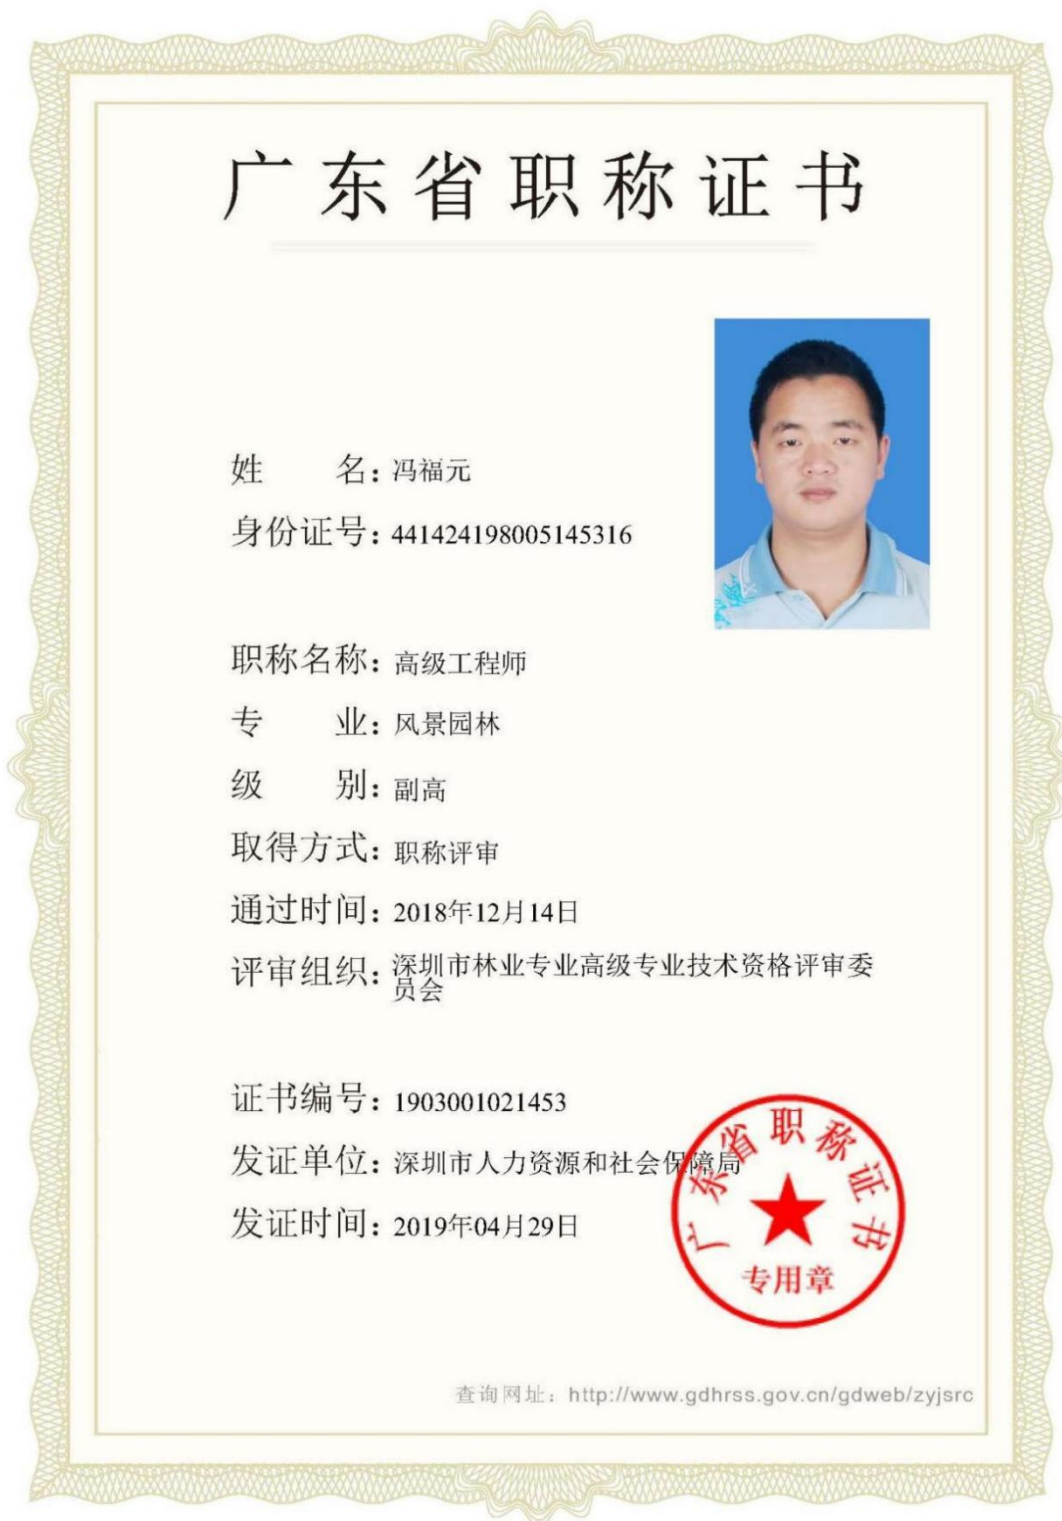 广东省职称证书
姓名：冯福元
身份证号：441424198005145316
职称名称：高级工程师
专业：风景园林
级别：副高
取得方式：职称评审
通过时间：2018年12月14日
评审组织：深圳市林业专业高级专业技术资格评审委
员会
证书编号：1903001021453
发证单位：深圳市人力资源和社会保障局
发证时间：2019年04月29日
广东省职称证书
专用章
查询网址：http://www.gdhrss.gov.cn/gdweb/zyjsrc